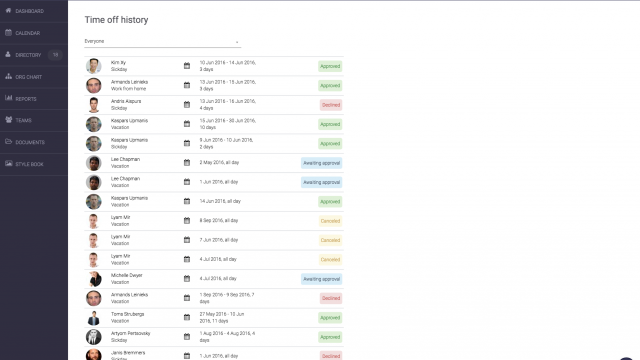 DASHBOARD
CALENDAR
DIRECTORY
ORG CHART
REPORTS
TEAMS
DOCUMENTS
STYLE BOOK
Time off history
Everyone
Kim Xy
Sickday
10 Jun 2016 - 14 Jun 2016,
3 days
Approved
Armands Leinieks
Work from home
13 Jun 2016 - 15 Jun 2016,
3 days
Approved
Andris Aispurs
Sickday
13 Jun 2016 - 16 Jun 2016,
4 days
Declined
Kaspars Upmanis
Vacation
15 Jun 2016 - 30 Jun 2016,
10 days
Approved
Kaspars Upmanis
Sickday
9 Jun 2016 - 10 Jun 2016,
2 days
Approved
Lee Chapman
Vacation
2 May 2016, all day
Awaiting approval
Lee Chapman
Vacation
1 Jun 2016, all day
Awaiting approval
Kaspars Upmanis
Vacation
14 Jun 2016, all day
Approved
Lyam Mir
Vacation
8 Sep 2016, all day
Canceled
Lyam Mir
Vacation
7 Jun 2016, all day
Canceled
Lyam Mir
Vacation
4 Jul 2016, all day
Canceled
Michelle Dwyer
Vacation
4 Jul 2016, all day
Awaiting approval
Armands Leinieks
Vacation
1 Sep 2016 - 9 Sep 2016, 7
days
Declined
Toms Strubergs
Vacation
27 May 2016 - 10 Jun
2016, 11 days
Approved
Artyom Persovsky
Sickday
1 Aug 2016 - 4 Aug 2016, 4
days
Approved
Janis Bremmers
Sickday
1 Jun 2016, all day
Declined